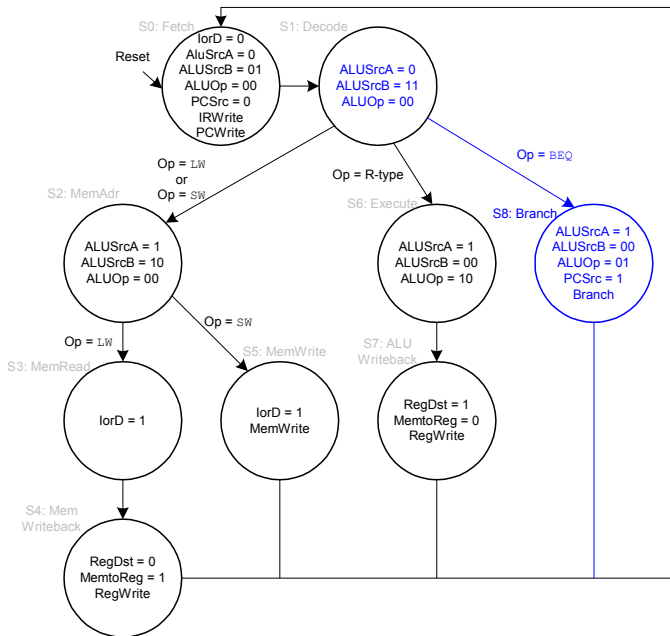 S0: Fetch
IorD = 0
AluSrcA = 0
ALUSrcB = 01
ALUOp = 00
PCSrc = 0
IRWrite
PCWrite
Reset
S1: Decode
ALUSrcA = 0
ALUSrcB = 11
ALUOp = 00
Op = LW
or
Op = SW
Op = R-type
Op = BEQ
S2: MemAdr
ALUSrcA = 1
ALUSrcB = 10
ALUOp = 00
S6: Execute
ALUSrcA = 1
ALUSrcB = 00
ALUOp = 10
S8: Branch
ALUSrcA = 1
ALUSrcB = 00
ALUOp = 01
PCSrc = 1
Branch
Op = LW
Op = SW
S3: MemRead
IorD = 1
S5: MemWrite
IorD = 1
MemWrite
S7: ALU
Writeback
RegDst = 1
MemtoReg = 0
RegWrite
S4: Mem
Writeback
RegDst = 0
MemtoReg = 1
RegWrite